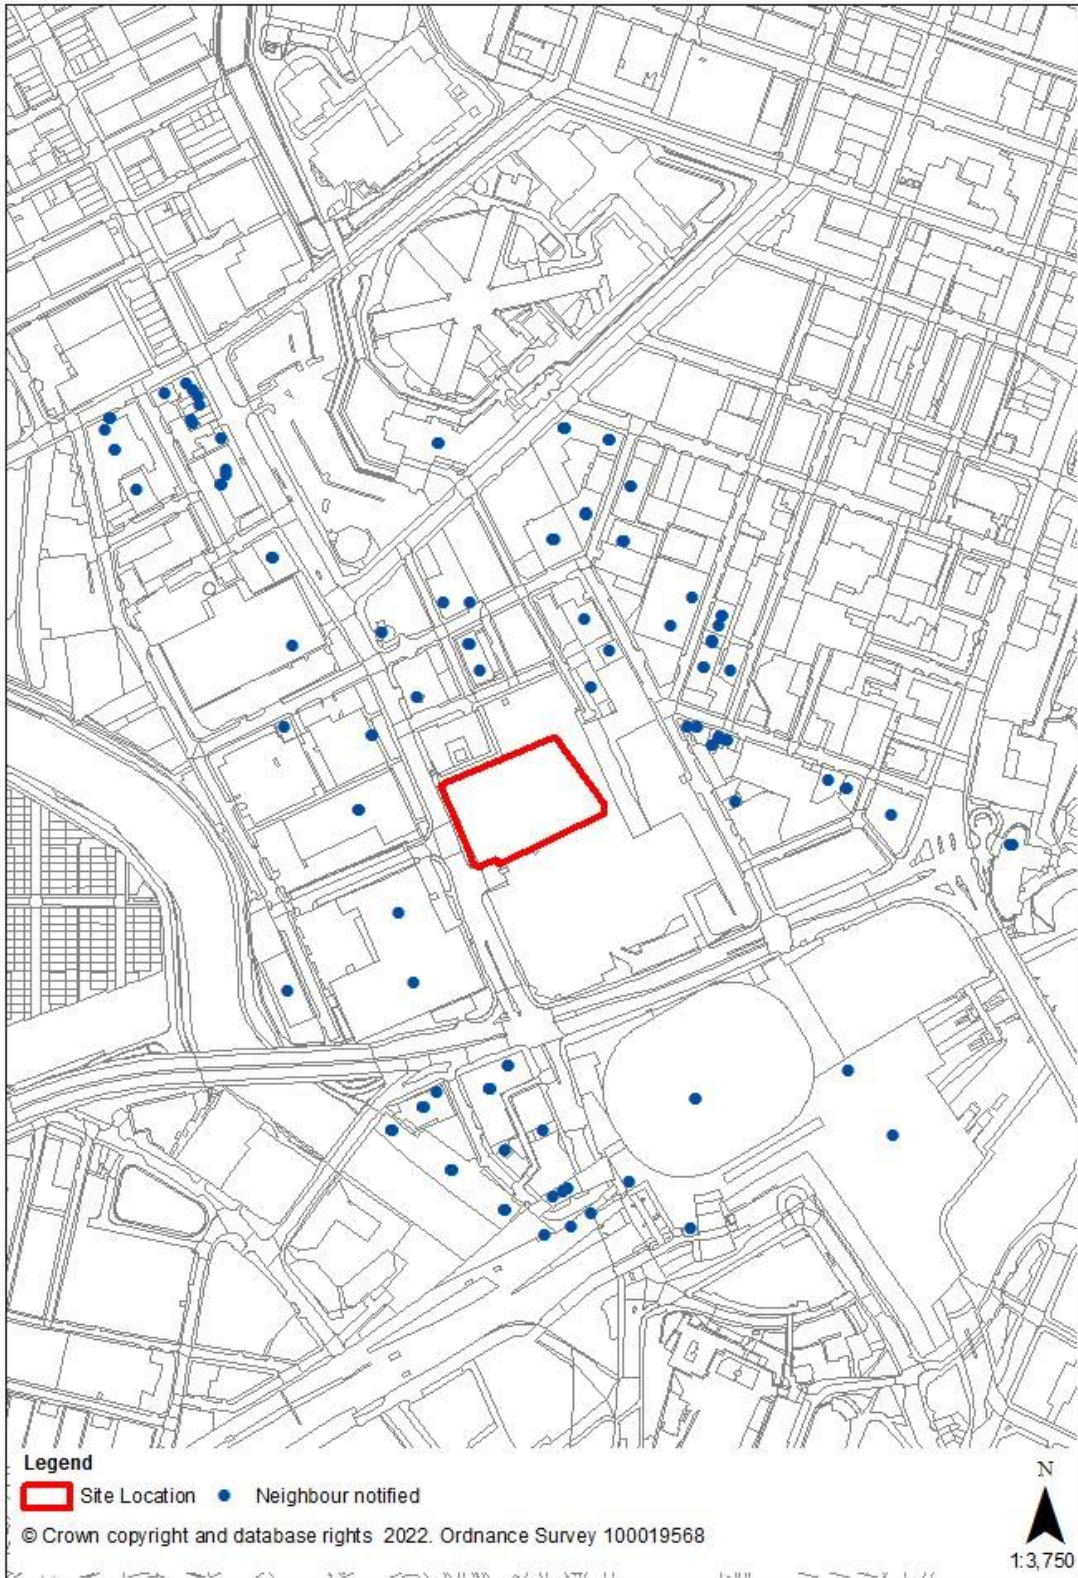 Legend
Site Location
Neighbour notified
© Crown copyright and database rights 2022. Ordnance Survey 100019568
N
1:3,750